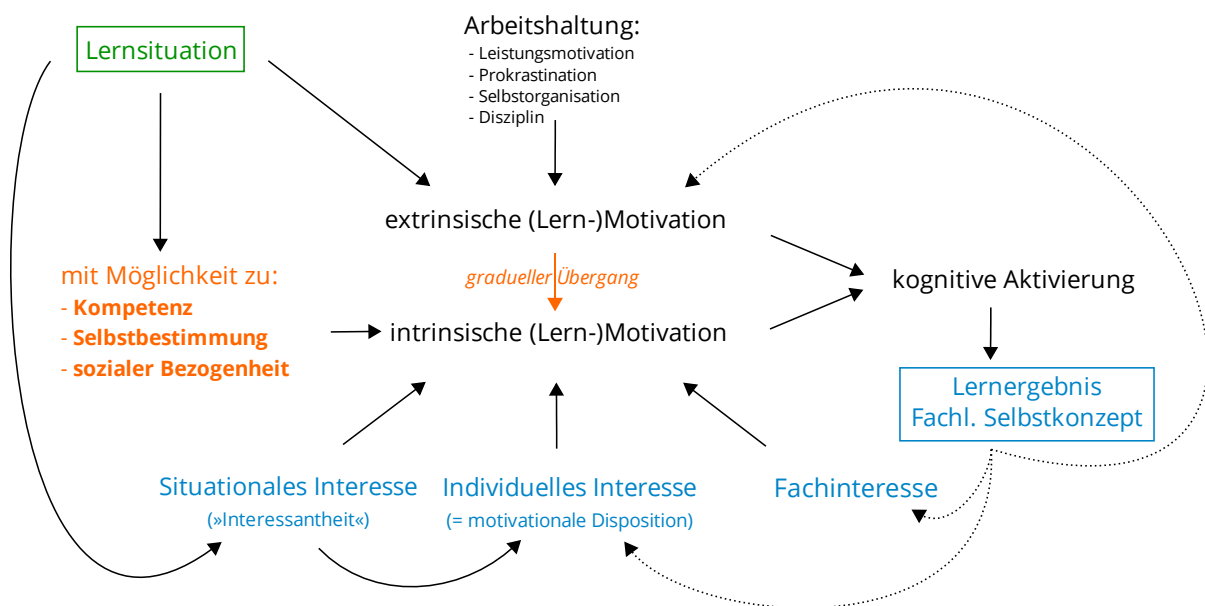 Lernsituation
Arbeitshaltung:
- Leistungsmotivation
- Prokrastination
- Selbstorganisation
- Disziplin
extrinsische (Lern-)Motivation
mit Möglichkeit zu:
- Kompetenz
- Selbstbestimmung
- sozialer Bezogenheit
gradueller Übergang
intrinsische (Lern-)Motivation
kognitive Aktivierung
Lernergebnis
Fachl. Selbstkonzept
Situationales Interesse
(»Interessantheit«)
Individuelles Interesse
(= motivationale Disposition)
Fachinteresse